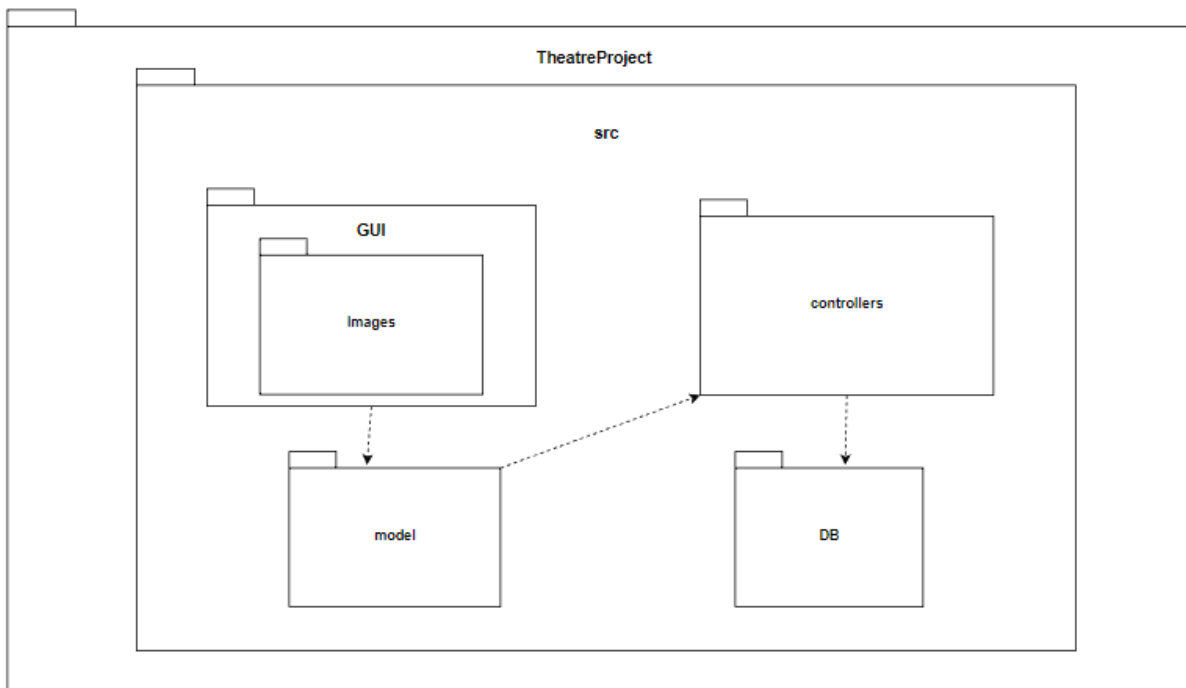 TheatreProject
src
GUI
Images
controllers
model
DB